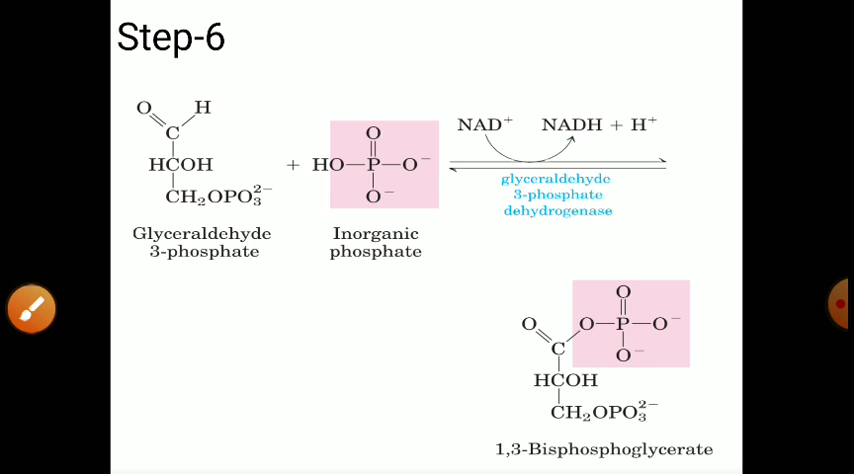 Step-6
O H
C
HCOH
CH₂OPO₃²⁻
Glyceraldehyde
3-phosphate
+
O
HO—P—O⁻
O⁻
Inorganic
phosphate
NAD⁺ NADH + H⁺
glyceraldehyde
3-phosphate
dehydrogenase
O
O O—P—O⁻
C O⁻
HCOH
CH₂OPO₃²⁻
1,3-Bisphosphoglycerate